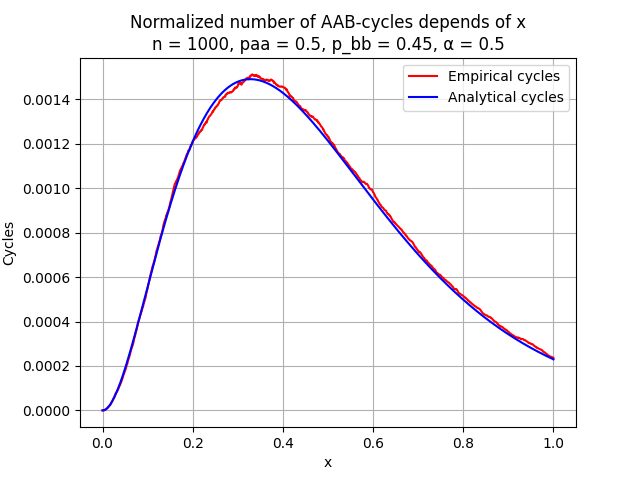 Normalized number of AAB-cycles depends of x
n = 1000, paa = 0.5, p_bb = 0.45, α = 0.5
Empirical cycles
Analytical cycles
Cycles
0.0014
0.0012
0.0010
0.0008
0.0006
0.0004
0.0002
0.0000
0.0 0.2 0.4 0.6 0.8 1.0
x